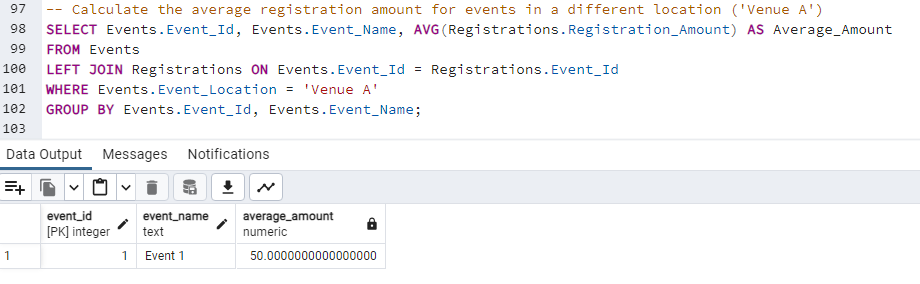 97 -- Calculate the average registration amount for events in a different location ('Venue A')
98 SELECT Events.Event_Id, Events.Event_Name, AVG(Registrations.Registration_Amount) AS Average_Amount
99 FROM Events
100 LEFT JOIN Registrations ON Events.Event_Id = Registrations.Event_Id
101 WHERE Events.Event_Location = 'Venue A'
102 GROUP BY Events.Event_Id, Events.Event_Name;
103
Data Output Messages Notifications
event_id event_name average_amount
[PK] integer text numeric
1 1 Event 1 50.0000000000000000